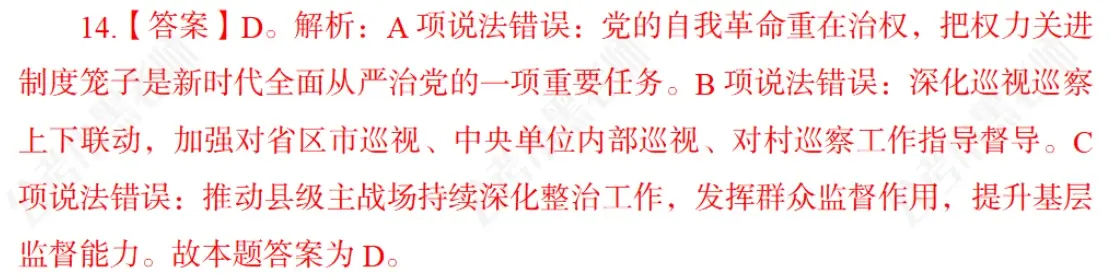 14.【答案】D。解析：A 项说法错误：党的自我革命重在治权，把权力关进
制度笼子是新时代全面从严治党的一项重要任务。B 项说法错误：深化巡视巡察
上下联动，加强对省区市巡视、中央单位内部巡视、对村巡察工作指导督导。C
项说法错误：推动县级主战场持续深化整治工作，发挥群众监督作用，提升基层
监督能力。故本题答案为 D。